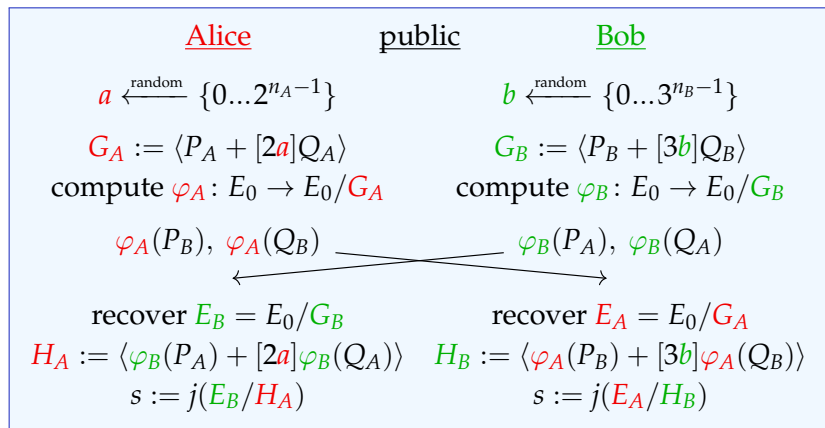 Alice public Bob
a ←random {0...2^{n_A−1}} b ←random {0...3^{n_B−1}}
G_A := ⟨P_A + [2a]Q_A⟩ G_B := ⟨P_B + [3b]Q_B⟩
compute φ_A : E_0 → E_0/G_A compute φ_B : E_0 → E_0/G_B
φ_A(P_B), φ_A(Q_B) φ_B(P_A), φ_B(Q_A)
recover E_B = E_0/G_B recover E_A = E_0/G_A
H_A := ⟨φ_B(P_A) + [2a]φ_B(Q_A)⟩ H_B := ⟨φ_A(P_B) + [3b]φ_A(Q_B)⟩
s := j(E_B/H_A) s := j(E_A/H_B)